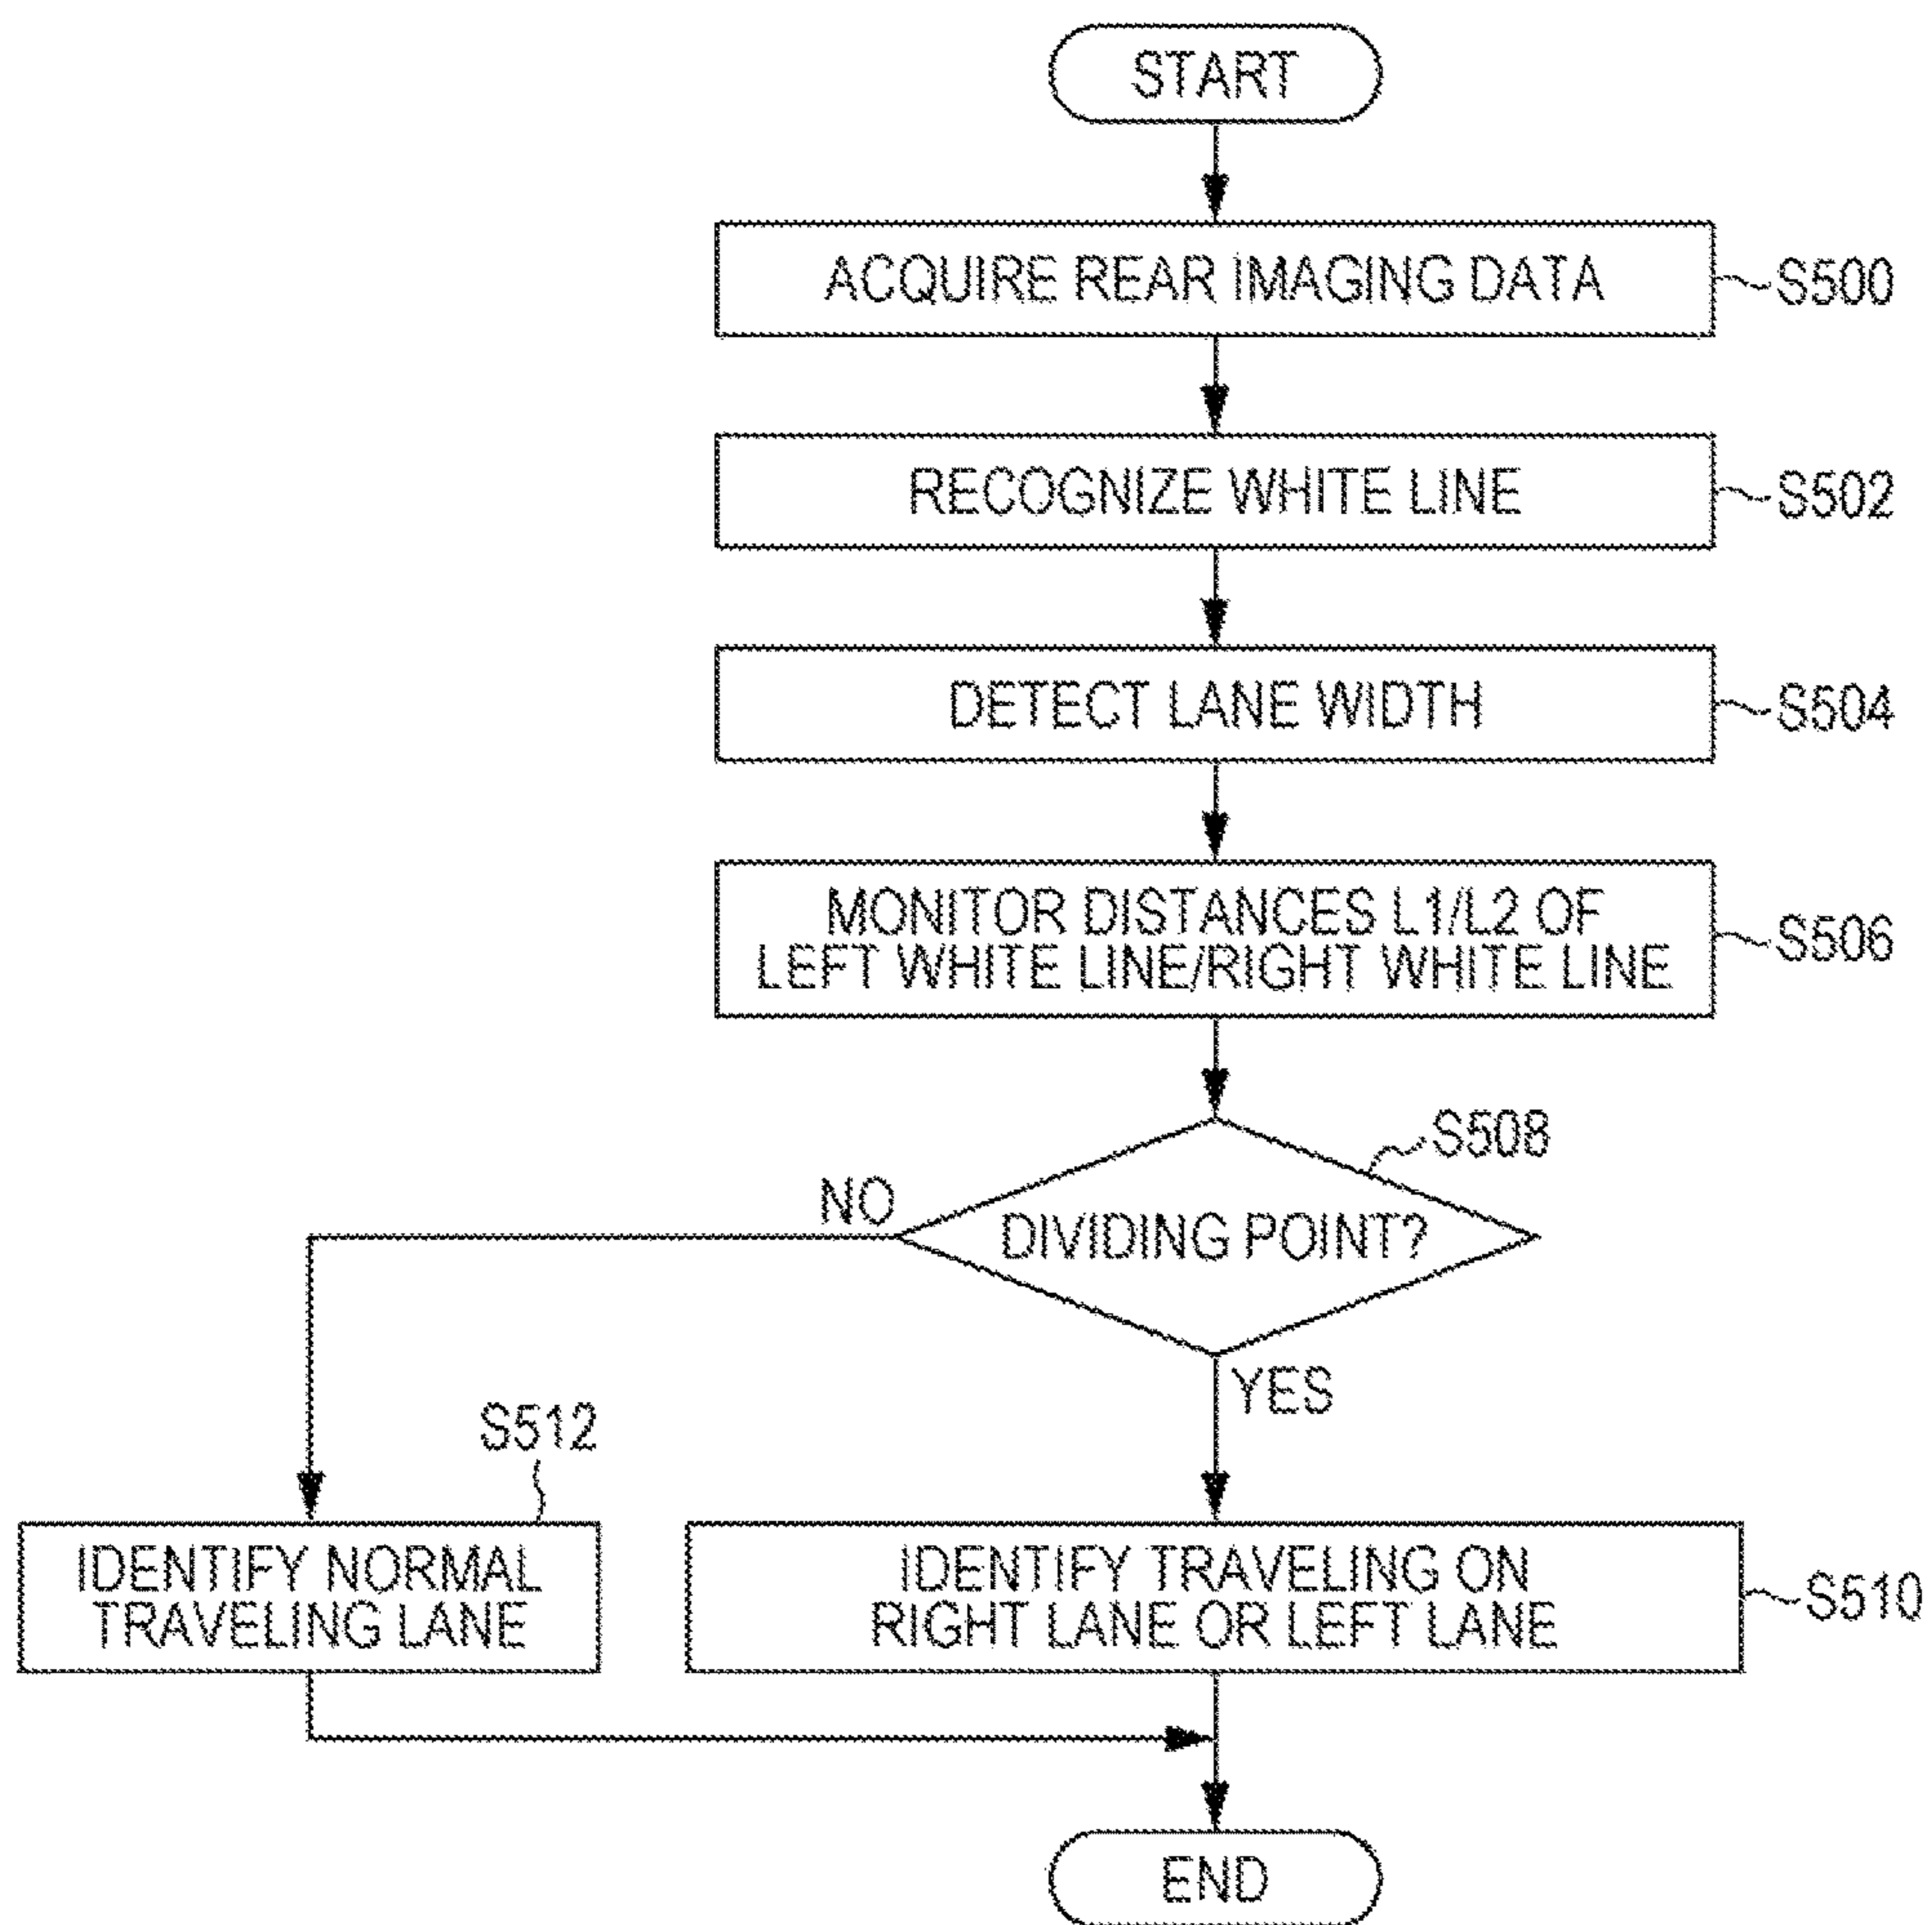 START
ACQUIRE REAR IMAGING DATA
S500
RECOGNIZE WHITE LINE
S502
DETECT LANE WIDTH
S504
MONITOR DISTANCES L1/L2 OF
LEFT WHITE LINE/RIGHT WHITE LINE
S506
S508
NO
DIVIDING POINT?
YES
S512
IDENTIFY NORMAL
TRAVELING LANE
IDENTIFY TRAVELING ON
RIGHT LANE OR LEFT LANE
S510
END